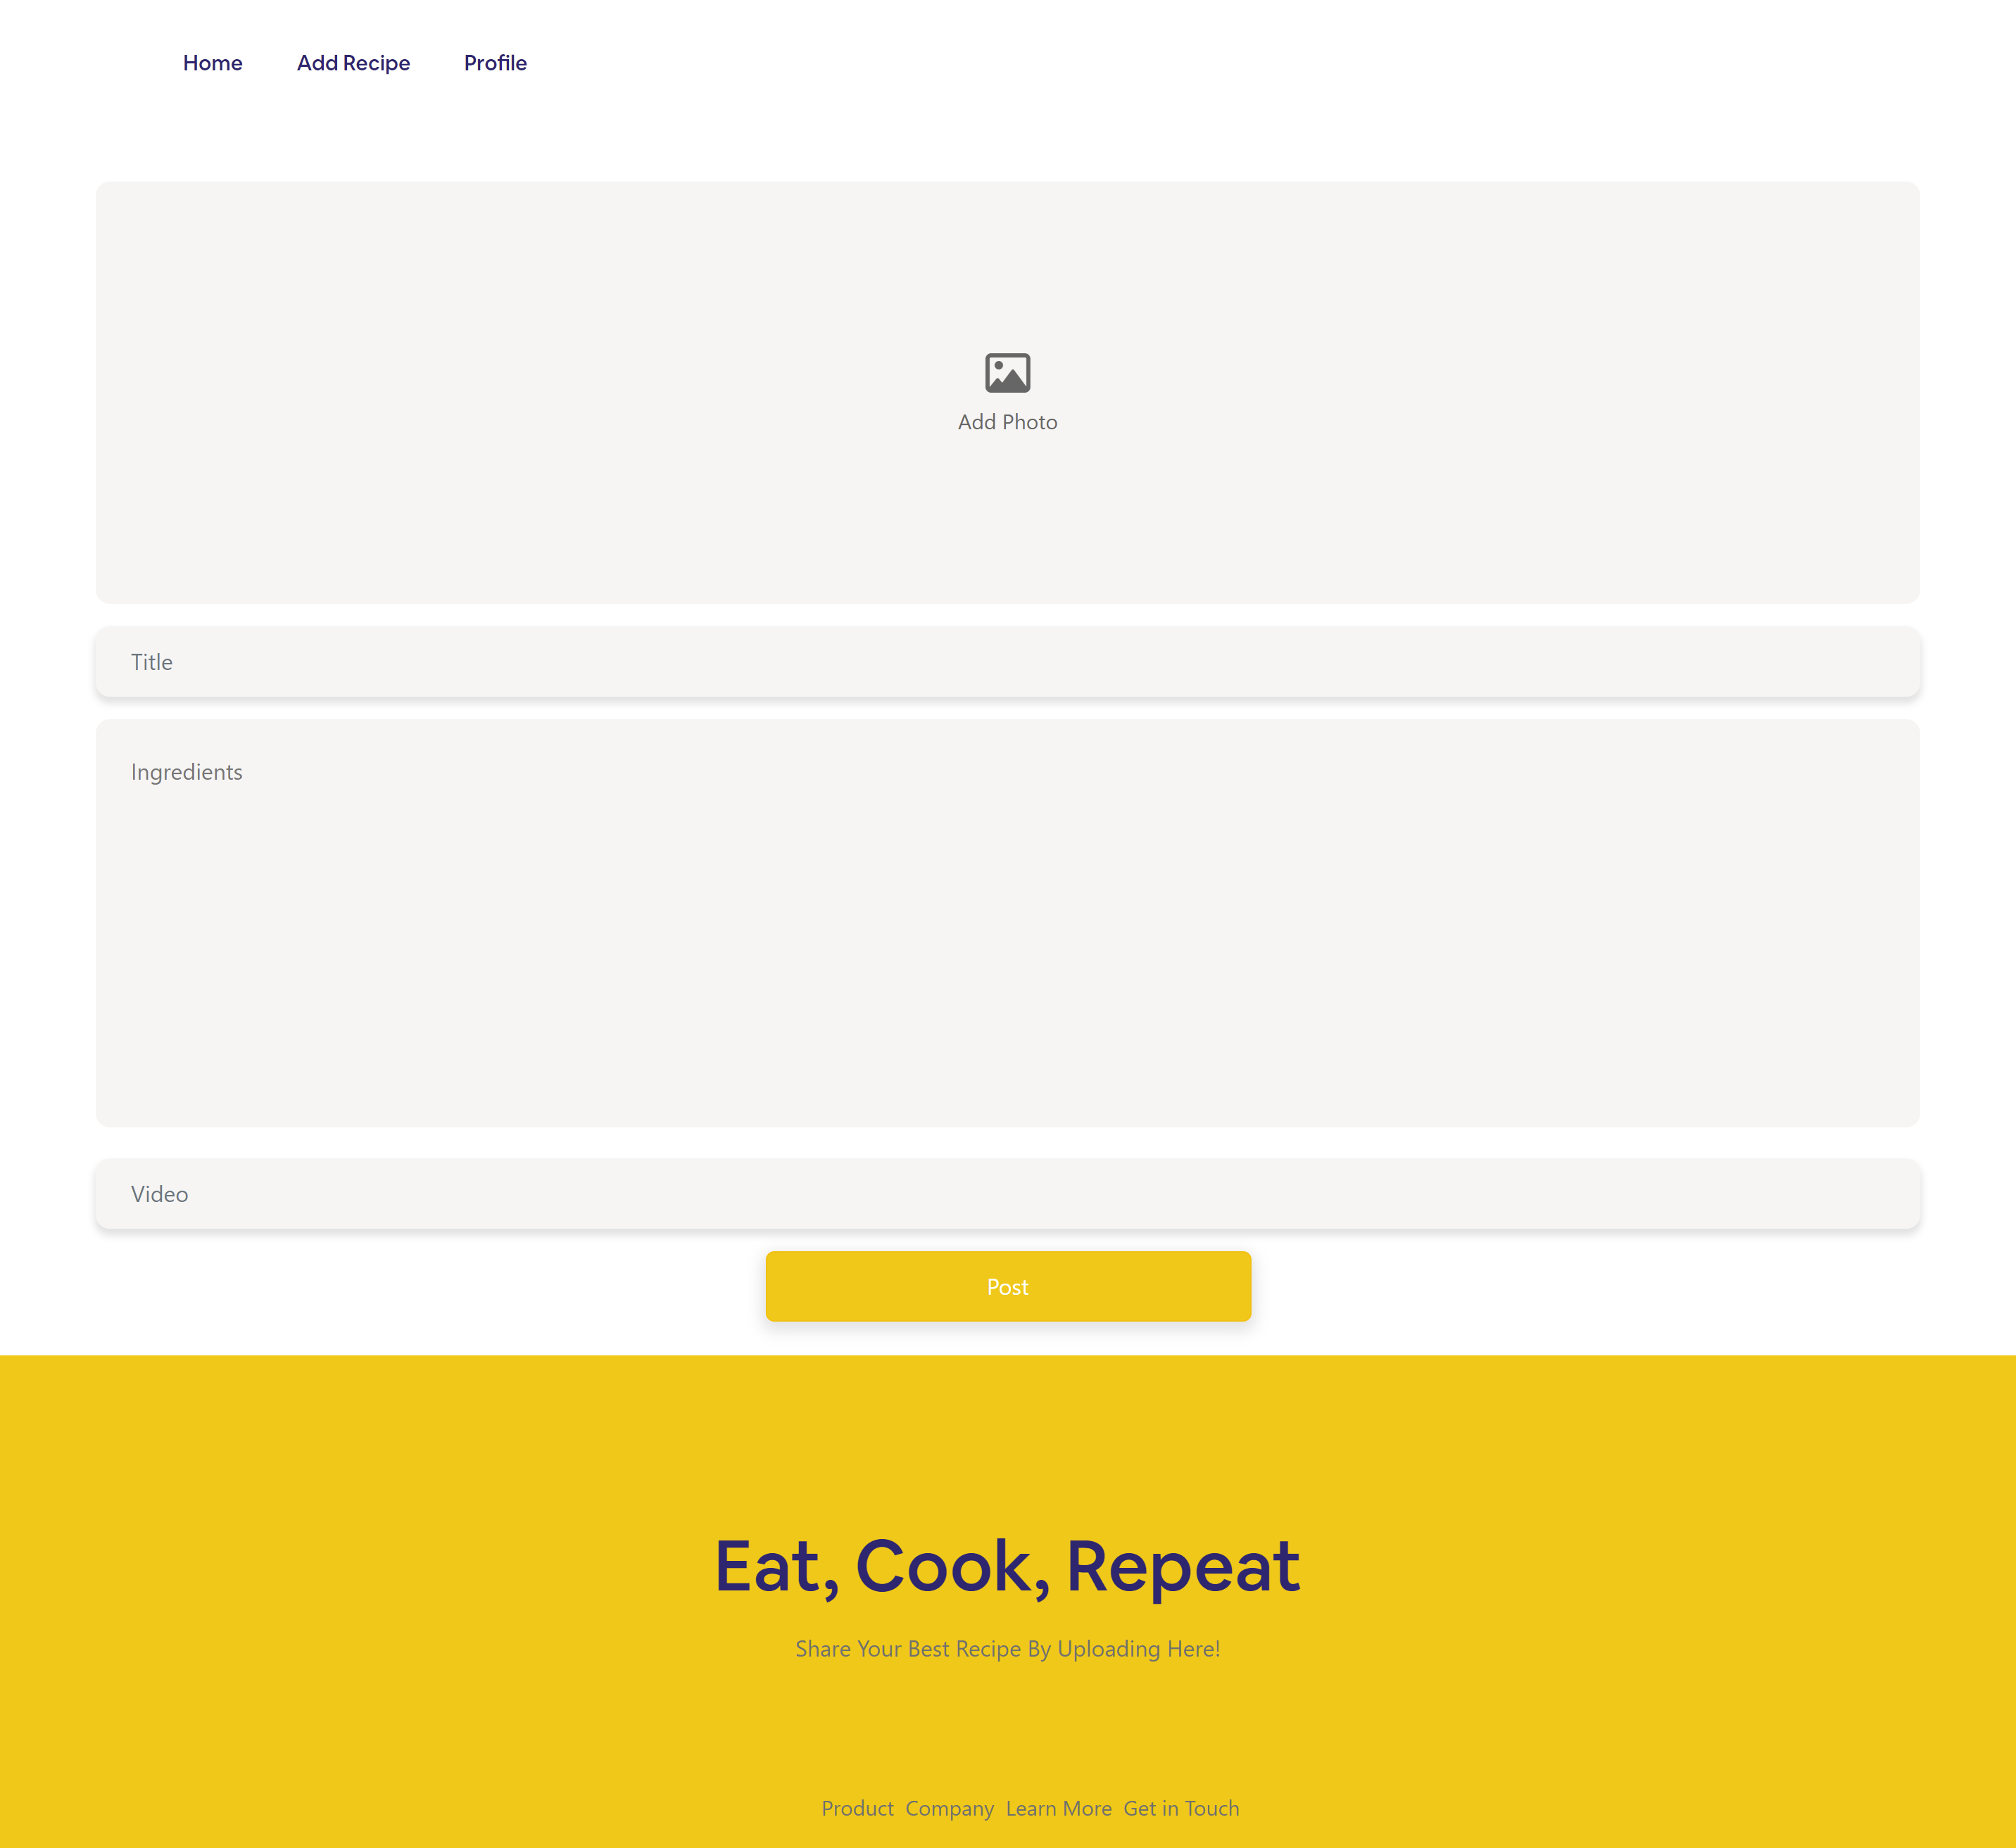 Home Add Recipe Profile
Add Photo
Title
Ingredients
Video
Post
Eat, Cook, Repeat
Share Your Best Recipe By Uploading Here!
Product Company Learn More Get in Touch